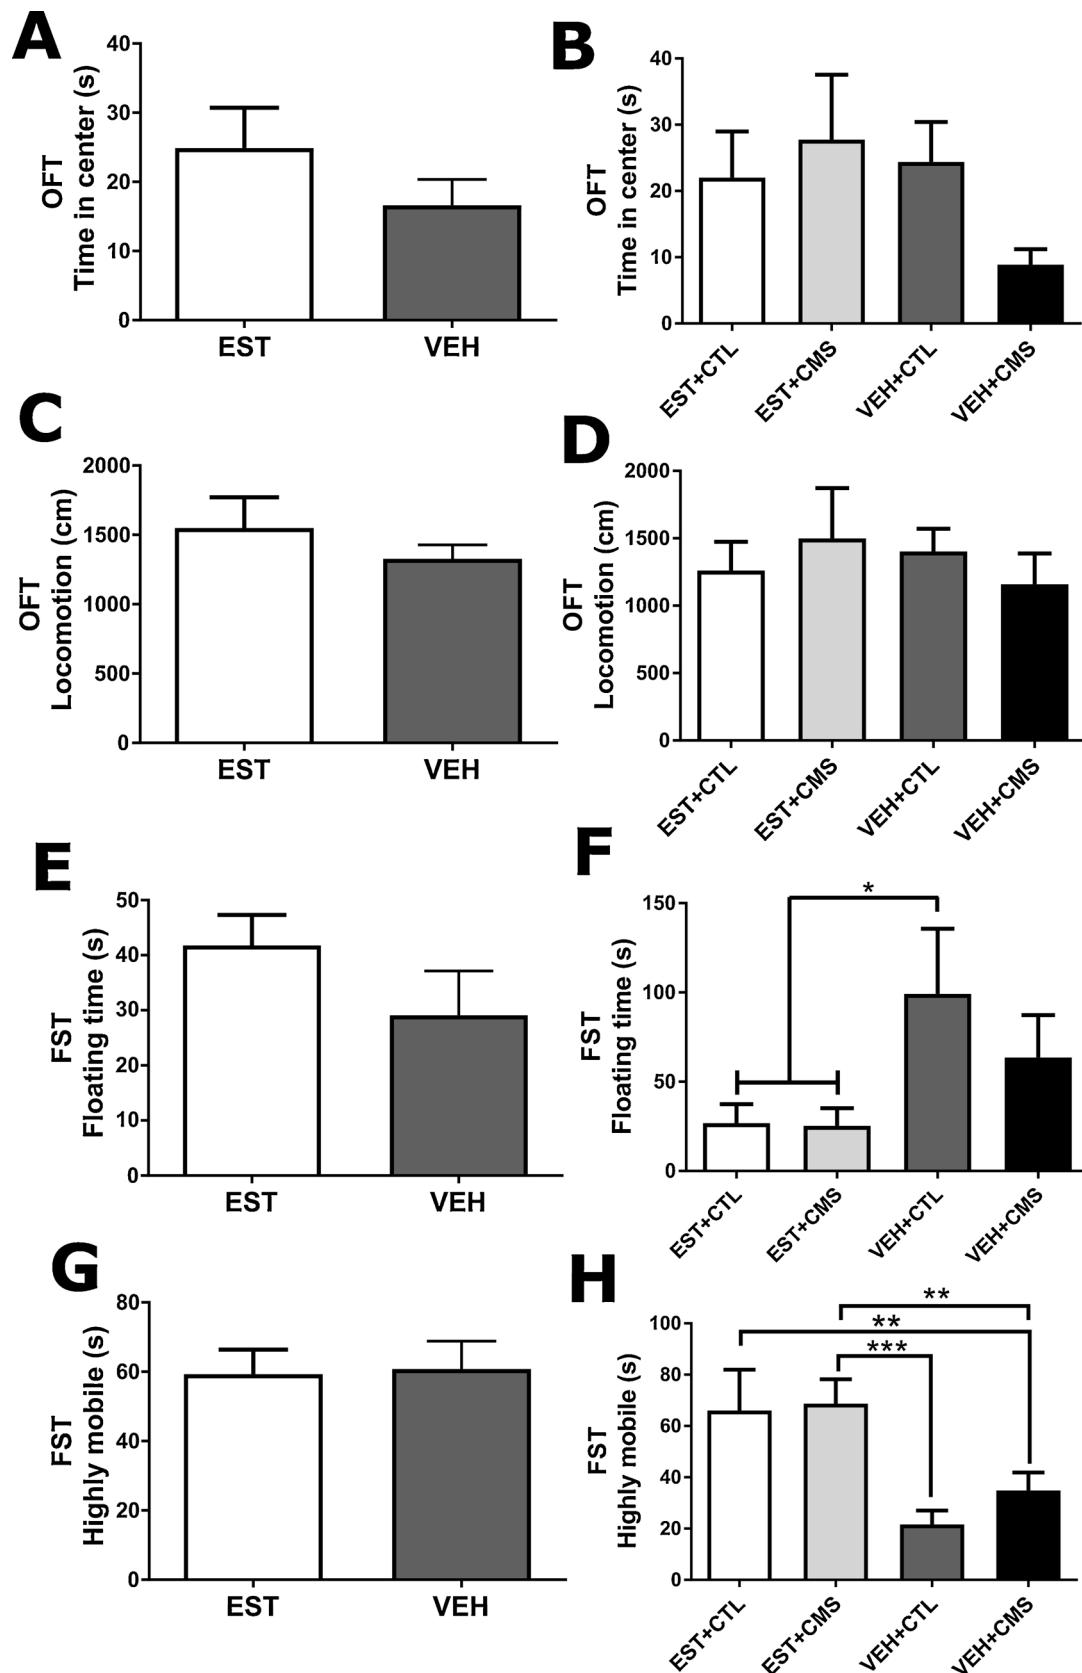 A
OFT
Time in center (s)
40
30
20
10
0
EST
VEH
B
OFT
Time in center (s)
40
30
20
10
0
EST+CTL
EST+CMS
VEH+CTL
VEH+CMS
C
OFT
Locomotion (cm)
2000
1500
1000
500
0
EST
VEH
D
OFT
Locomotion (cm)
2000
1500
1000
500
0
EST+CTL
EST+CMS
VEH+CTL
VEH+CMS
E
FST
Floating time (s)
50
40
30
20
10
0
EST
VEH
F
FST
Floating time (s)
150
100
50
0
*
EST+CTL
EST+CMS
VEH+CTL
VEH+CMS
G
FST
Highly mobile (s)
80
60
40
20
0
EST
VEH
H
FST
Highly mobile (s)
100
80
60
40
20
0
**
**
***
EST+CTL
EST+CMS
VEH+CTL
VEH+CMS